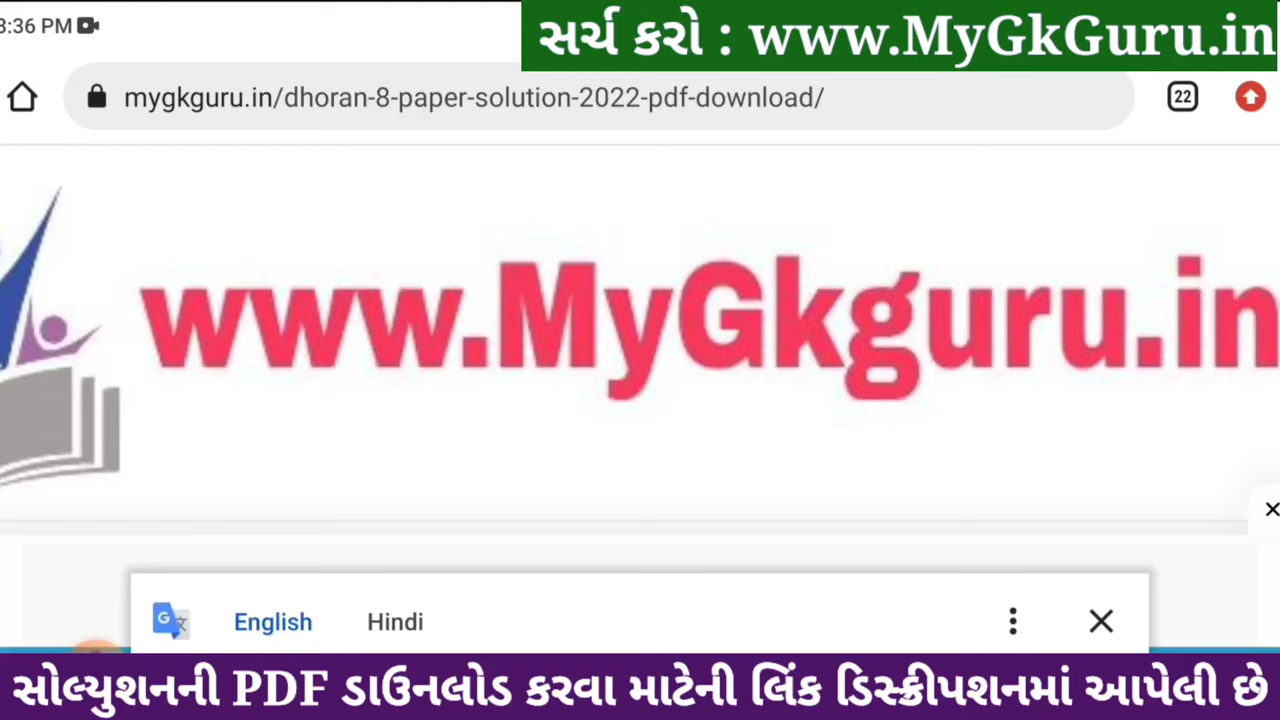 3:36 PM
સર્ચ કરો : www.MyGkGuru.in
mygkguru.in/dhoran-8-paper-solution-2022-pdf-download/
22
www.MyGkguru.in
English Hindi
સોલ્યુશનની PDF ડાઉનલોડ કરવા માટેની લિંક ડિસ્ક્રીપશનમાં આપેલી છે